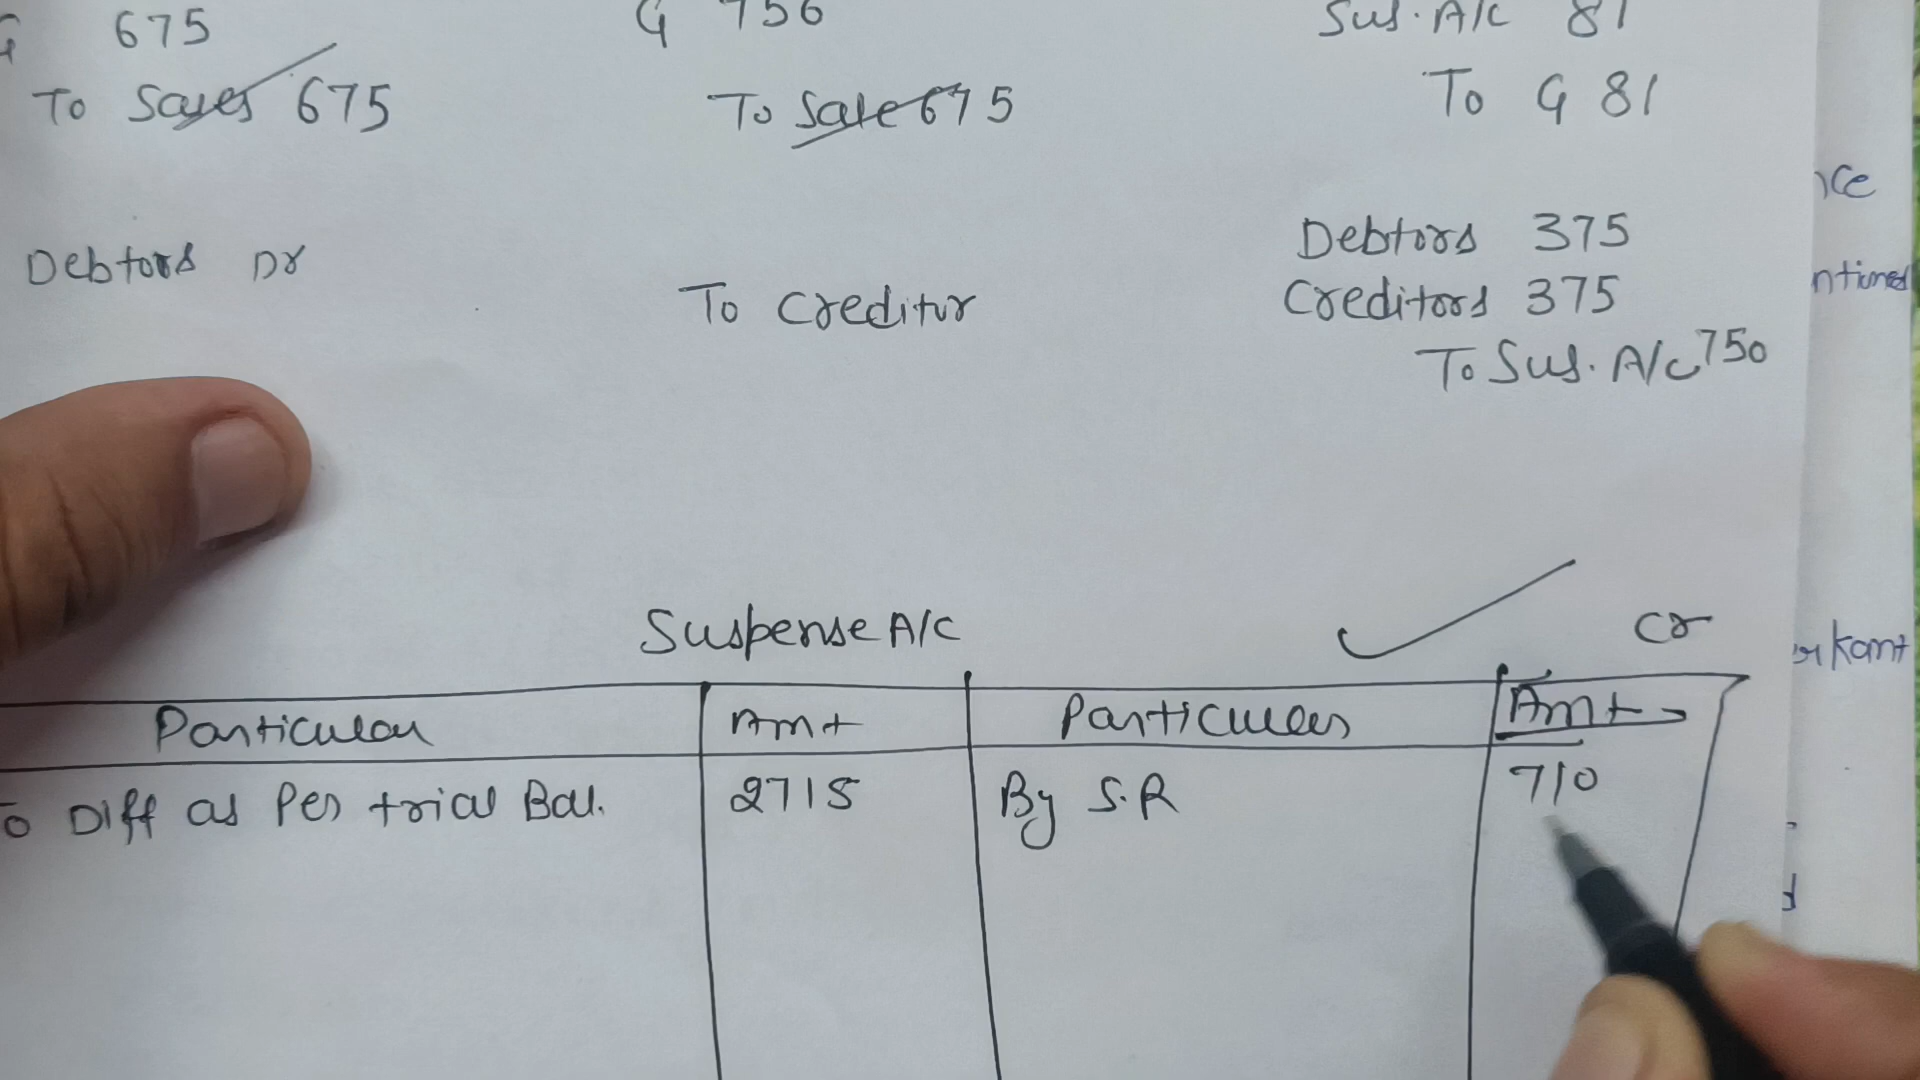 G 675
G 756
Sus. A/c 81
To Sales 675
To Sale 675
To G 81
Debtors Dr
To Creditor
Debtors 375
Creditors 375
To Sus. A/c 750
Suspense A/C
Cr
Particular Amt Particulars Amt
To Diff as Per trial Bal. 2715 By S.R 710